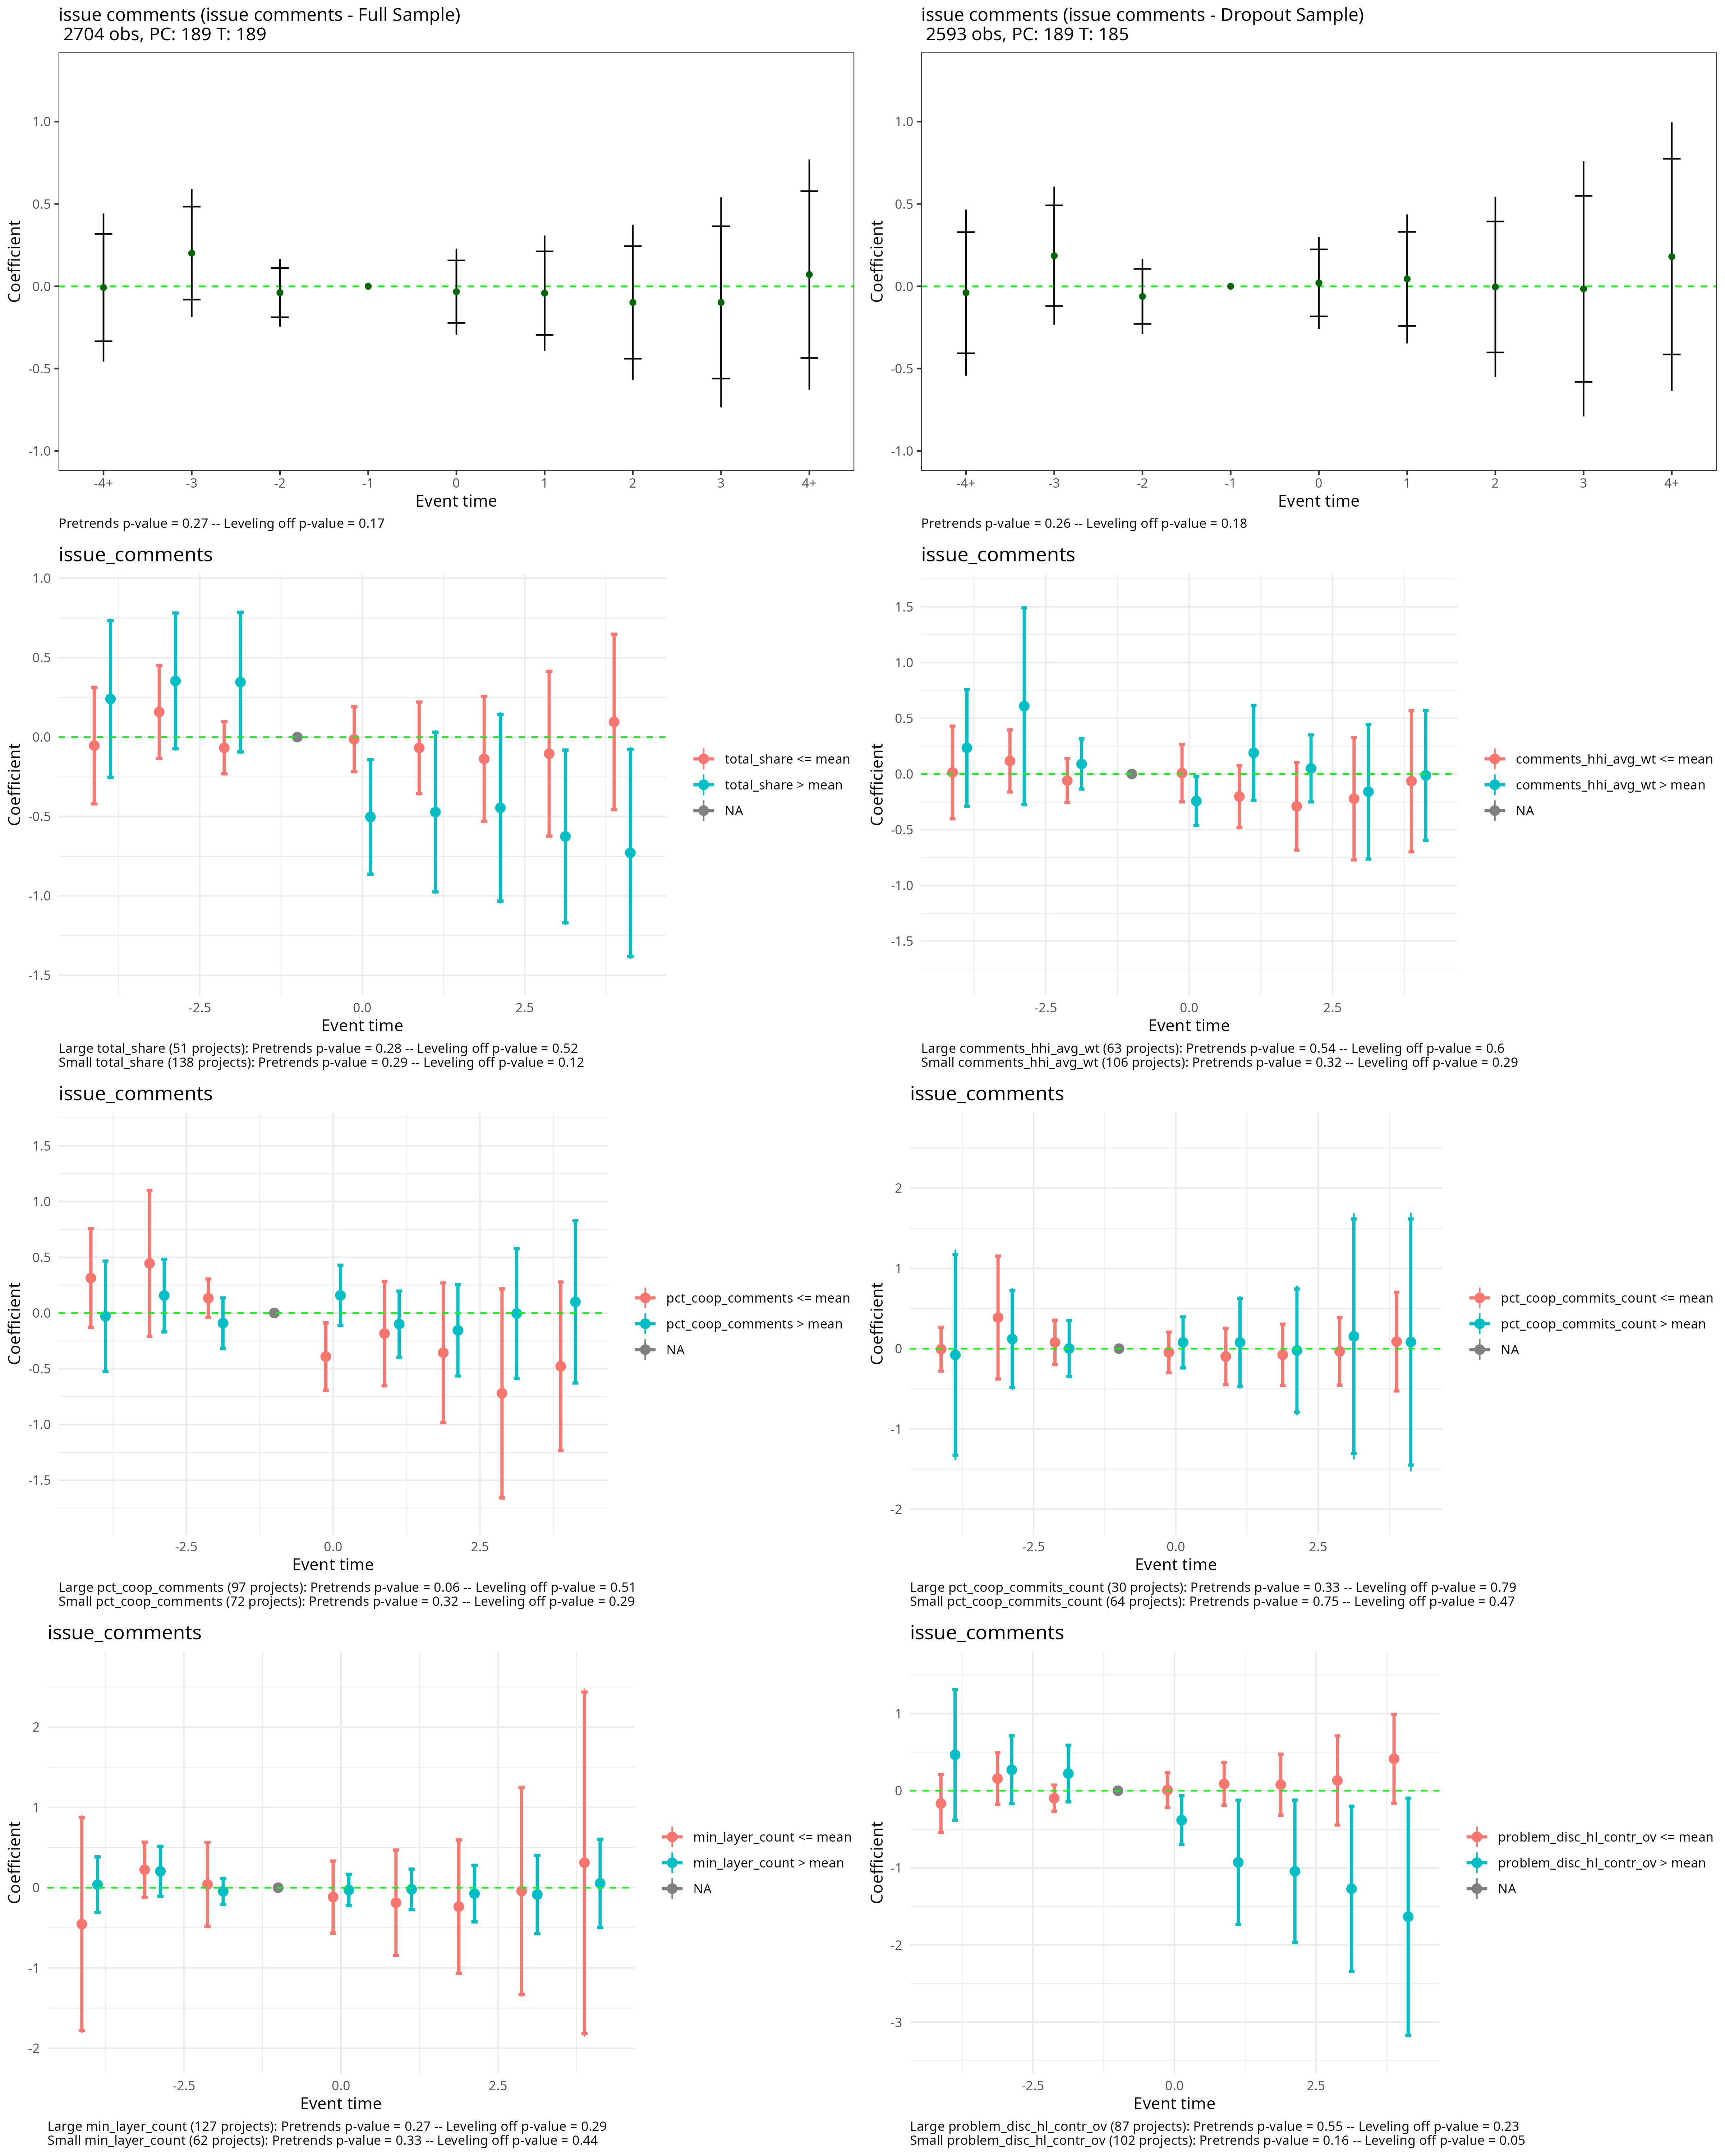 issue comments (issue comments - Full Sample)
2704 obs, PC: 189 T: 189
Coefficient
1.0
0.5
0.0
-0.5
-1.0
-4+ -3 -2 -1 0 1 2 3 4+
Event time
Pretrends p-value = 0.27 -- Leveling off p-value = 0.17
issue comments (issue comments - Dropout Sample)
2593 obs, PC: 189 T: 185
Coefficient
1.0
0.5
0.0
-0.5
-1.0
-4+ -3 -2 -1 0 1 2 3 4+
Event time
Pretrends p-value = 0.26 -- Leveling off p-value = 0.18
issue_comments
Coefficient
1.0
0.5
0.0
-0.5
-1.0
-1.5
-2.5 0.0 2.5
Event time
total_share <= mean
total_share > mean
NA
Large total_share (51 projects): Pretrends p-value = 0.28 -- Leveling off p-value = 0.52
Small total_share (138 projects): Pretrends p-value = 0.29 -- Leveling off p-value = 0.12
issue_comments
Coefficient
1.5
1.0
0.5
0.0
-0.5
-1.0
-1.5
-2.5 0.0 2.5
Event time
comments_hhi_avg_wt <= mean
comments_hhi_avg_wt > mean
NA
Large comments_hhi_avg_wt (63 projects): Pretrends p-value = 0.54 -- Leveling off p-value = 0.6
Small comments_hhi_avg_wt (106 projects): Pretrends p-value = 0.32 -- Leveling off p-value = 0.29
issue_comments
Coefficient
1.5
1.0
0.5
0.0
-0.5
-1.0
-1.5
-2.5 0.0 2.5
Event time
pct_coop_comments <= mean
pct_coop_comments > mean
NA
Large pct_coop_comments (97 projects): Pretrends p-value = 0.06 -- Leveling off p-value = 0.51
Small pct_coop_comments (72 projects): Pretrends p-value = 0.32 -- Leveling off p-value = 0.29
issue_comments
Coefficient
2
1
0
-1
-2
-2.5 0.0 2.5
Event time
pct_coop_commits_count <= mean
pct_coop_commits_count > mean
NA
Large pct_coop_commits_count (30 projects): Pretrends p-value = 0.33 -- Leveling off p-value = 0.79
Small pct_coop_commits_count (64 projects): Pretrends p-value = 0.75 -- Leveling off p-value = 0.47
issue_comments
Coefficient
2
1
0
-1
-2
-2.5 0.0 2.5
Event time
min_layer_count <= mean
min_layer_count > mean
NA
Large min_layer_count (127 projects): Pretrends p-value = 0.27 -- Leveling off p-value = 0.29
Small min_layer_count (62 projects): Pretrends p-value = 0.33 -- Leveling off p-value = 0.44
issue_comments
Coefficient
1
0
-1
-2
-3
-2.5 0.0 2.5
Event time
problem_disc_hl_contr_ov <= mean
problem_disc_hl_contr_ov > mean
NA
Large problem_disc_hl_contr_ov (87 projects): Pretrends p-value = 0.55 -- Leveling off p-value = 0.23
Small problem_disc_hl_contr_ov (102 projects): Pretrends p-value = 0.16 -- Leveling off p-value = 0.05